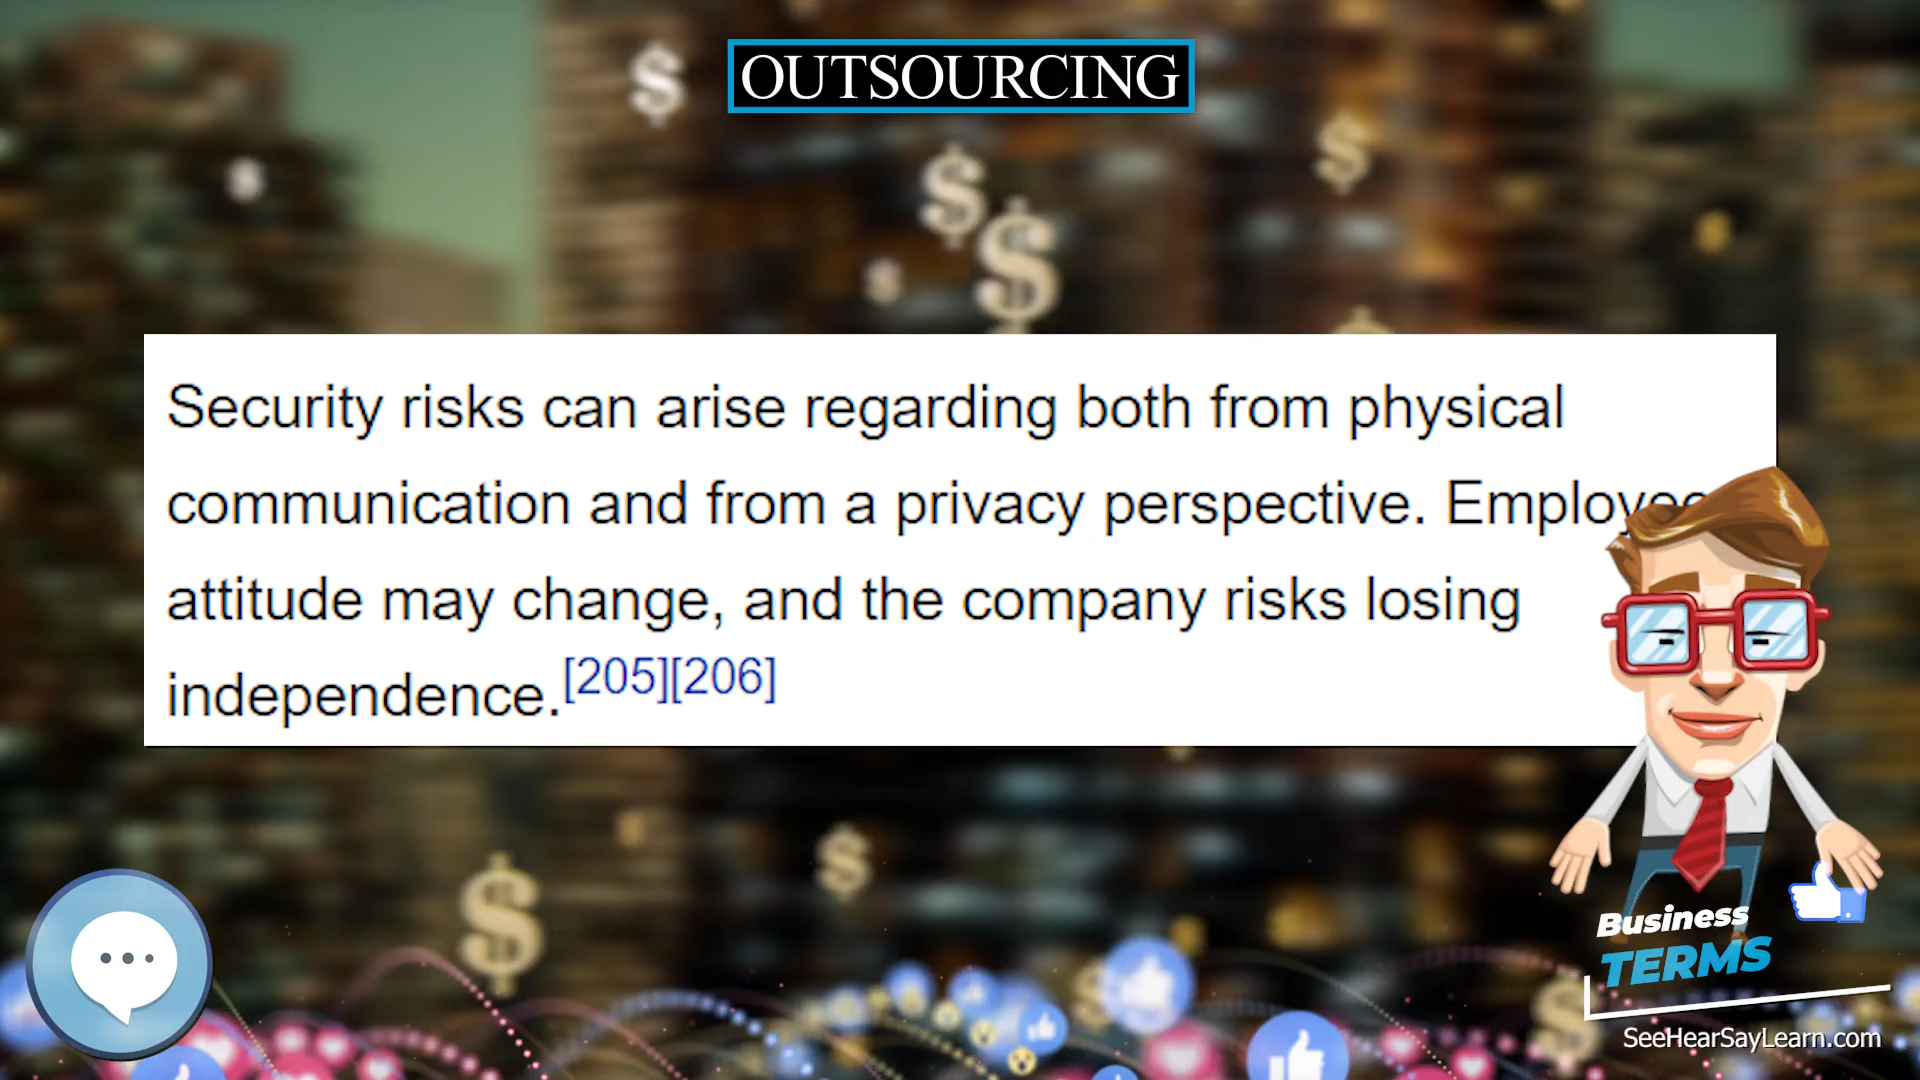 OUTSOURCING
Security risks can arise regarding both from physical
communication and from a privacy perspective. Employee
attitude may change, and the company risks losing
independence.[205][206]
Business
TERMS
SeeHearSayLearn.com